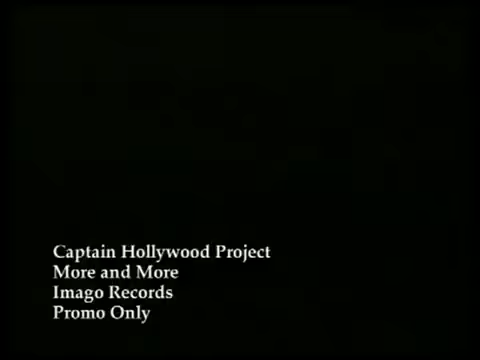 Captain Hollywood Project
More and More
Imago Records
Promo Only